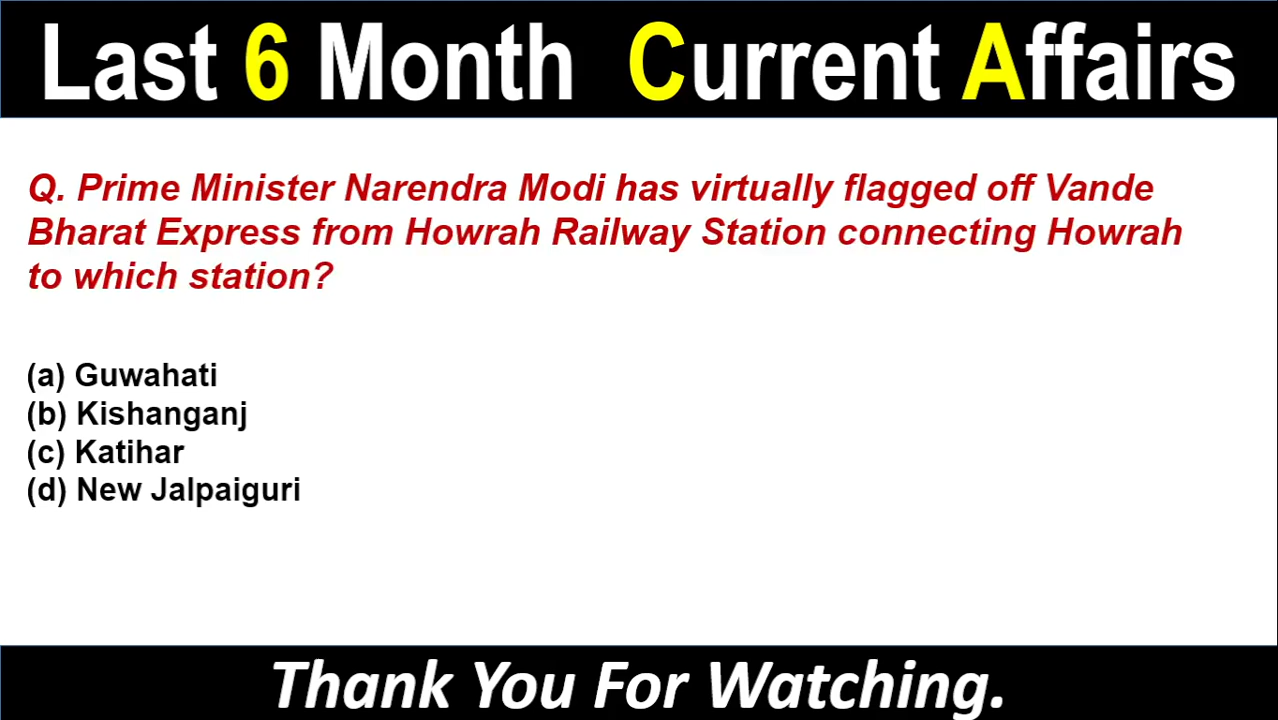 Last 6 Month Current Affairs
Q. Prime Minister Narendra Modi has virtually flagged off Vande
Bharat Express from Howrah Railway Station connecting Howrah
to which station?
(a) Guwahati
(b) Kishanganj
(c) Katihar
(d) New Jalpaiguri
Thank You For Watching.